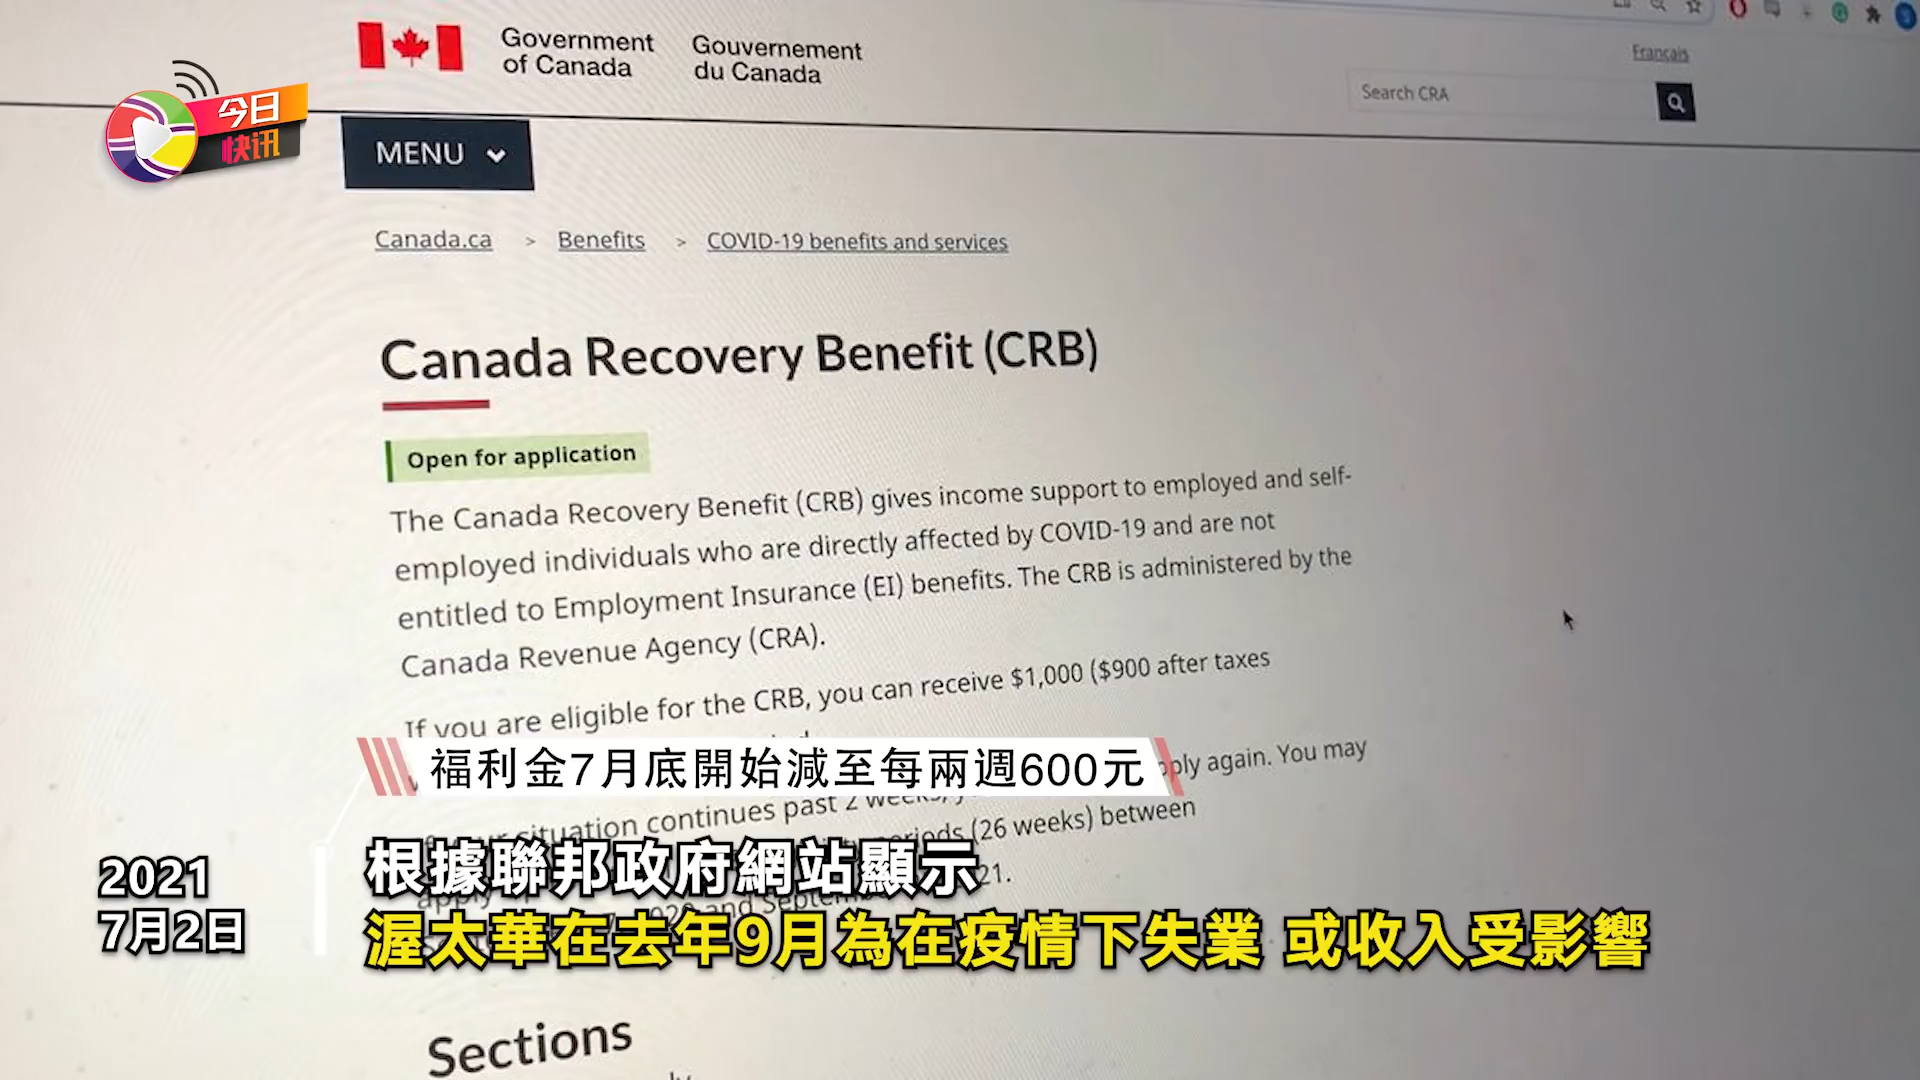 Government
of Canada
Gouvernement
du Canada
Français
Search CRA
今日
快讯
MENU
Canada.ca > Benefits > COVID-19 benefits and services
Canada Recovery Benefit (CRB)
Open for application
The Canada Recovery Benefit (CRB) gives income support to employed and self-
employed individuals who are directly affected by COVID-19 and are not
entitled to Employment Insurance (EI) benefits. The CRB is administered by the
Canada Revenue Agency (CRA).
If you are eligible for the CRB, you can receive $1,000 ($900 after taxes
福利金7月底開始減至每兩週600元
again. You may
situation continues past 2
(26 weeks) between
根據聯邦政府網站顯示
and
2021
7月2日
渥太華在去年9月為在疫情下失業 或收入受影響
Sections